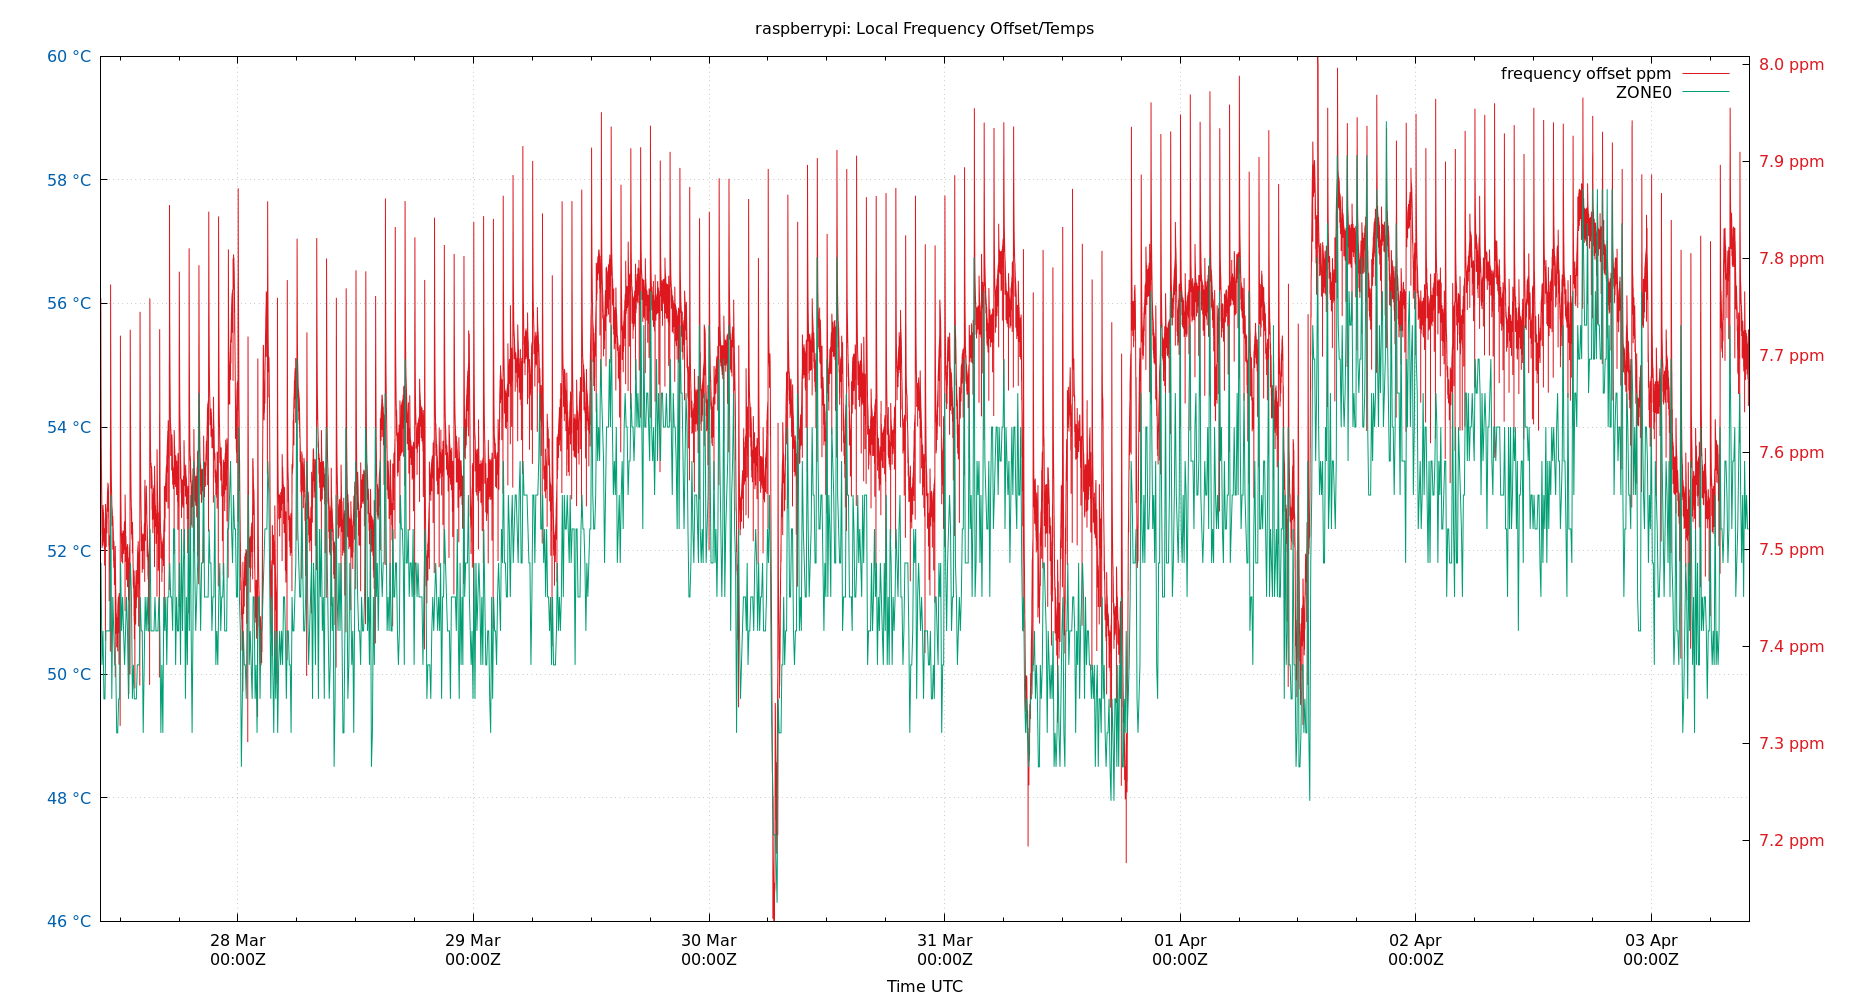 raspberrypi: Local Frequency Offset/Temps
60 °C
58 °C
56 °C
54 °C
52 °C
50 °C
48 °C
46 °C
frequency offset ppm
ZONE0
8.0 ppm
7.9 ppm
7.8 ppm
7.7 ppm
7.6 ppm
7.5 ppm
7.4 ppm
7.3 ppm
7.2 ppm
28 Mar
00:00Z
29 Mar
00:00Z
30 Mar
00:00Z
31 Mar
00:00Z
01 Apr
00:00Z
02 Apr
00:00Z
03 Apr
00:00Z
Time UTC